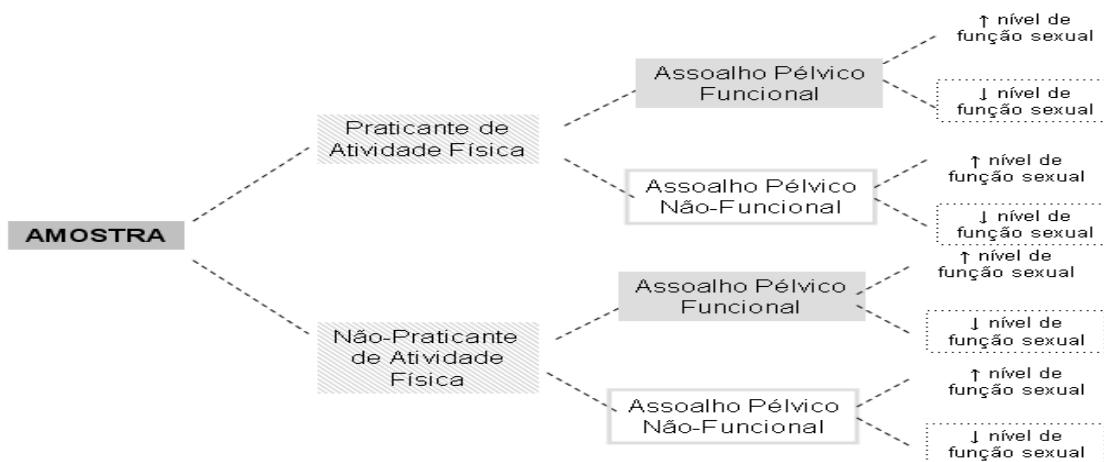 ↑ nível de
função sexual
Assoalho Pélvico
Funcional
↓ nível de
função sexual
Praticante de
Atividade Física
↑ nível de
função sexual
Assoalho Pélvico
Não-Funcional
↓ nível de
função sexual
AMOSTRA
↑ nível de
função sexual
Assoalho Pélvico
Funcional
↓ nível de
função sexual
Não-Praticante
de Atividade
Física
↑ nível de
função sexual
Assoalho Pélvico
Não-Funcional
↓ nível de
função sexual